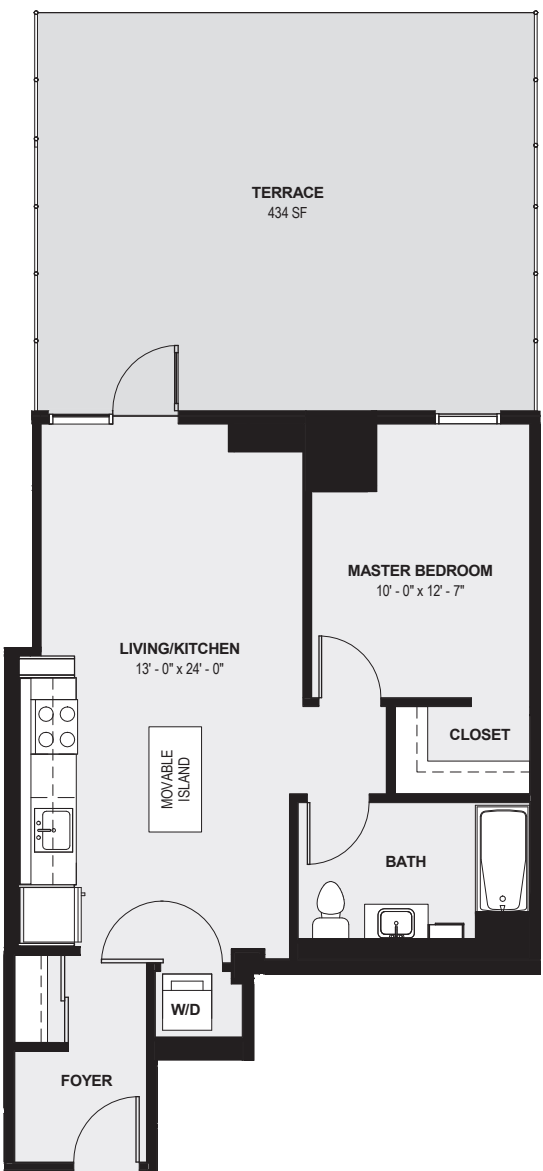 TERRACE
434 SF
MASTER BEDROOM
10' - 0" x 12' - 7"
LIVING/KITCHEN
13' - 0" x 24' - 0"
CLOSET
MOVABLE
ISLAND
BATH
W/D
FOYER